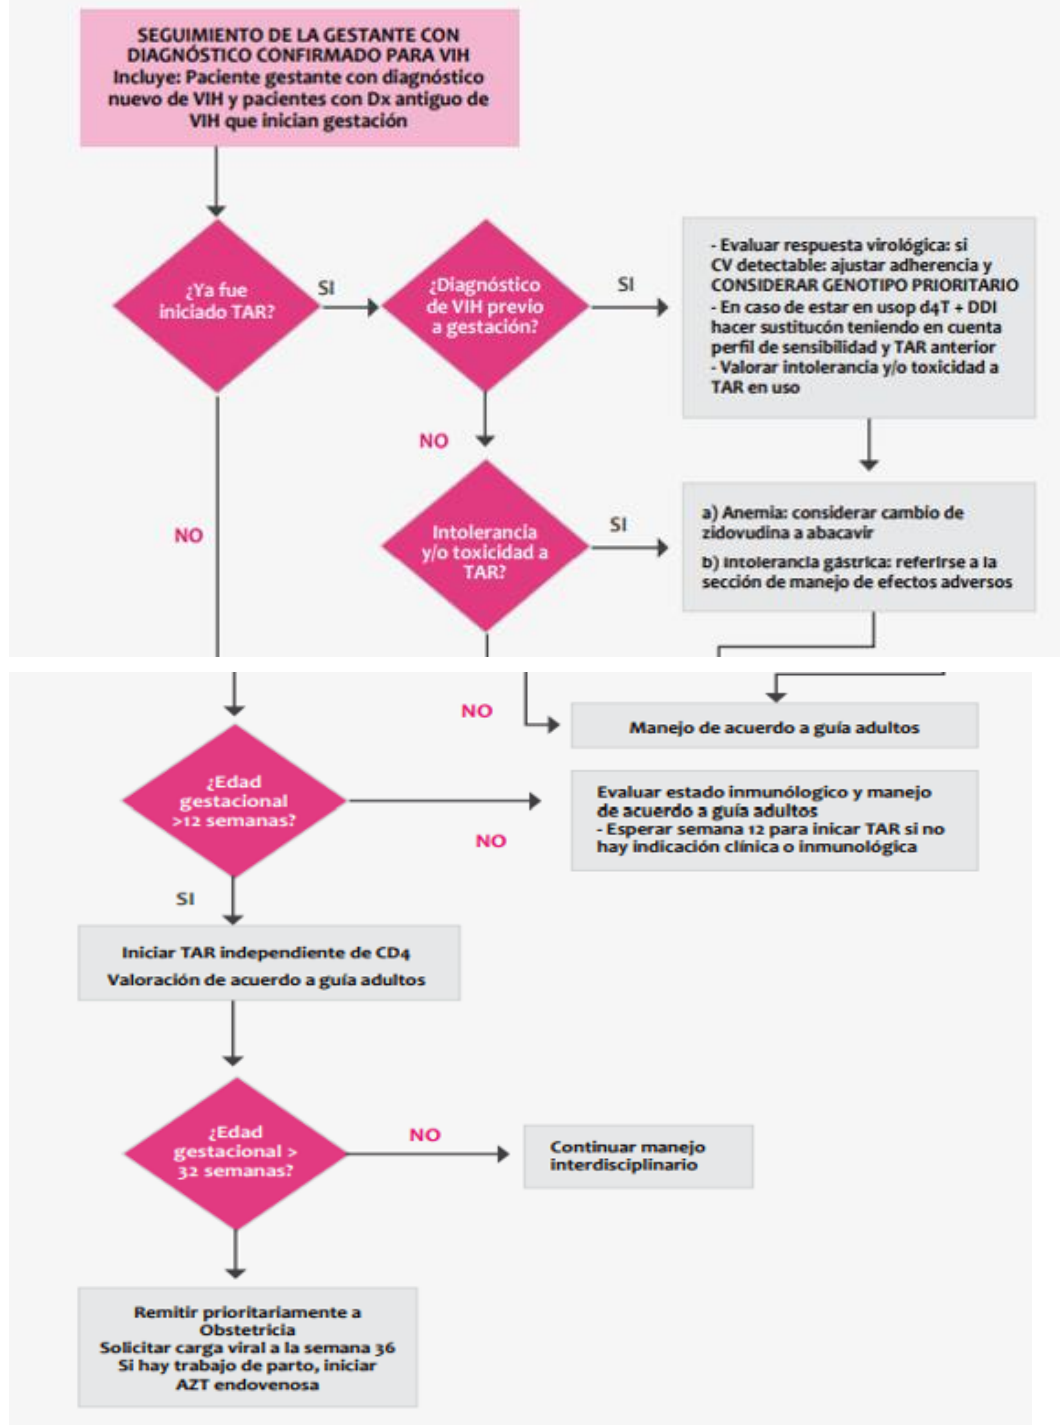 SEGUIMIENTO DE LA GESTANTE CON
DIAGNÓSTICO CONFIRMADO PARA VIH
Incluye: Paciente gestante con diagnóstico
nuevo de VIH y pacientes con Dx antiguo de
VIH que inician gestación
¿Ya fue
iniciado TAR?
SI
¿Diagnóstico
de VIH previo
a gestación?
SI
- Evaluar respuesta virológica: si
CV detectable: ajustar adherencia y
CONSIDERAR GENOTIPO PRIORITARIO
- En caso de estar en usop d4T + DDI
hacer sustitucón teniendo en cuenta
perfil de sensibilidad y TAR anterior
- Valorar intolerancia y/o toxicidad a
TAR en uso
NO
NO
Intolerancia
y/o toxicidad a
TAR?
SI
a) Anemia: considerar cambio de
zidovudina a abacavir
b) Intolerancia gástrica: referirse a la
sección de manejo de efectos adversos
NO
Manejo de acuerdo a guía adultos
¿Edad
gestacional
>12 semanas?
NO
Evaluar estado inmunólogico y manejo
de acuerdo a guía adultos
- Esperar semana 12 para inicar TAR si no
hay indicación clínica o inmunológica
SI
Iniciar TAR independiente de CD4
Valoración de acuerdo a guía adultos
¿Edad
gestacional >
32 semanas?
NO
Continuar manejo
interdisciplinario
Remitir prioritariamente a
Obstetricia
Solicitar carga viral a la semana 36
Si hay trabajo de parto, iniciar
AZT endovenosa